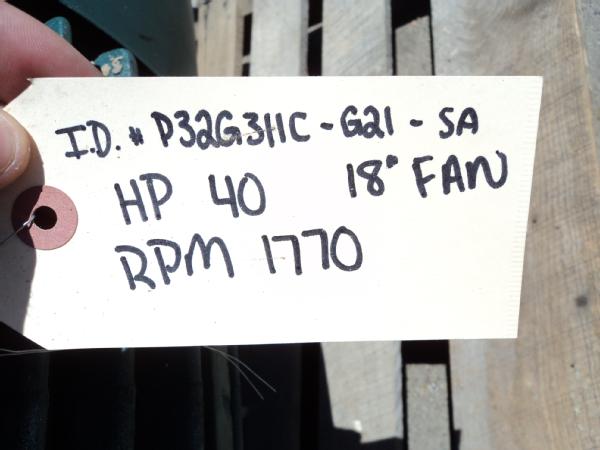 I.D. # P32G311C - G21 - SA
HP 40 18" FAN
RPM 1770